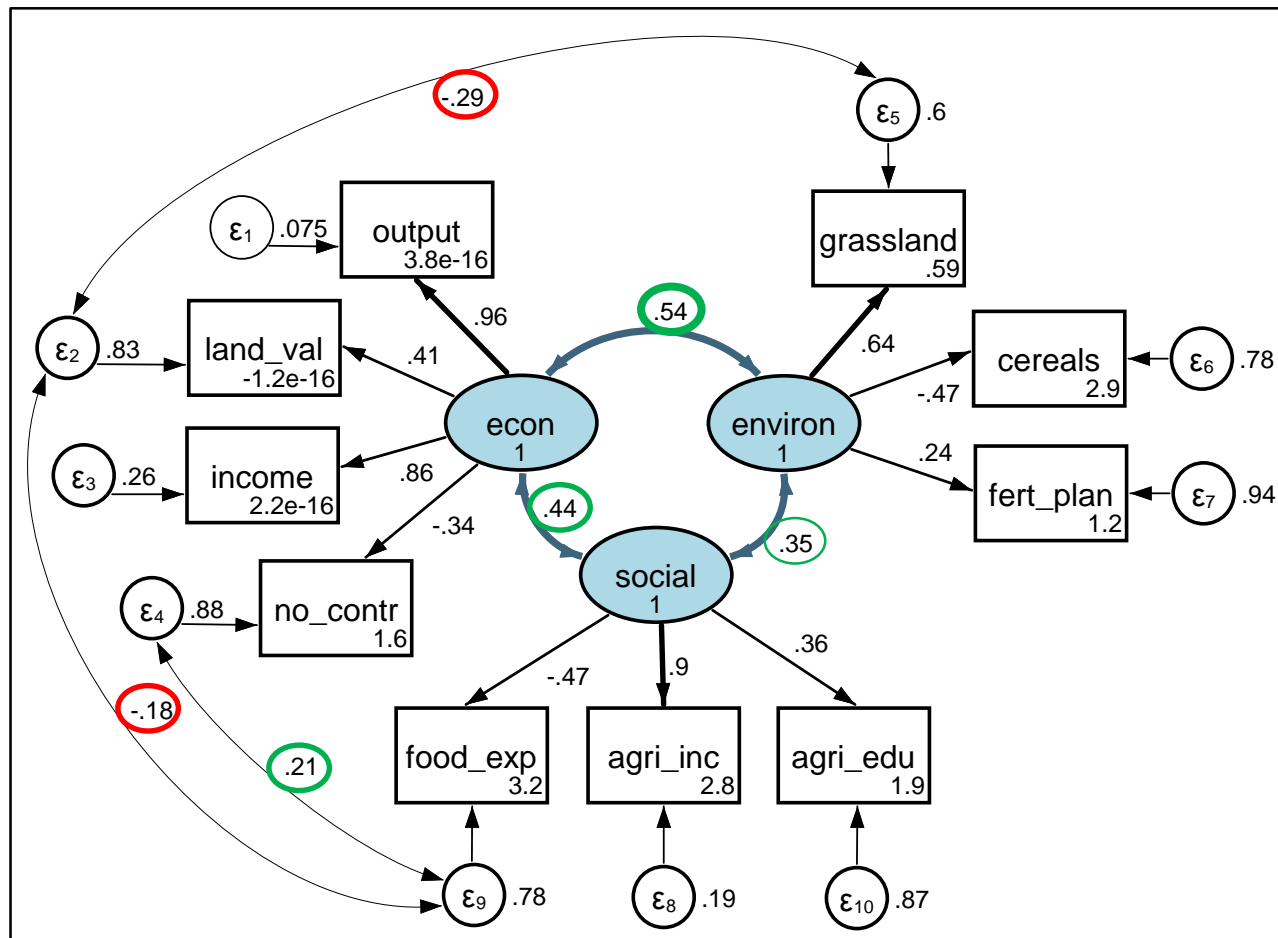 -.29
ε5 .6
ε1 .075
output
3.8e-16
grassland
.59
.54
.96
.64
ε2 .83
land_val
-1.2e-16
.41
cereals
2.9
ε6 .78
-.47
econ
1
environ
1
ε3 .26
income
2.2e-16
.86
.24
fert_plan
1.2
ε7 .94
.44
-.34
.35
social
1
ε4 .88
no_contr
1.6
-.47
.9
.36
-.18
.21
food_exp
3.2
agri_inc
2.8
agri_edu
1.9
ε9 .78
ε8 .19
ε10 .87